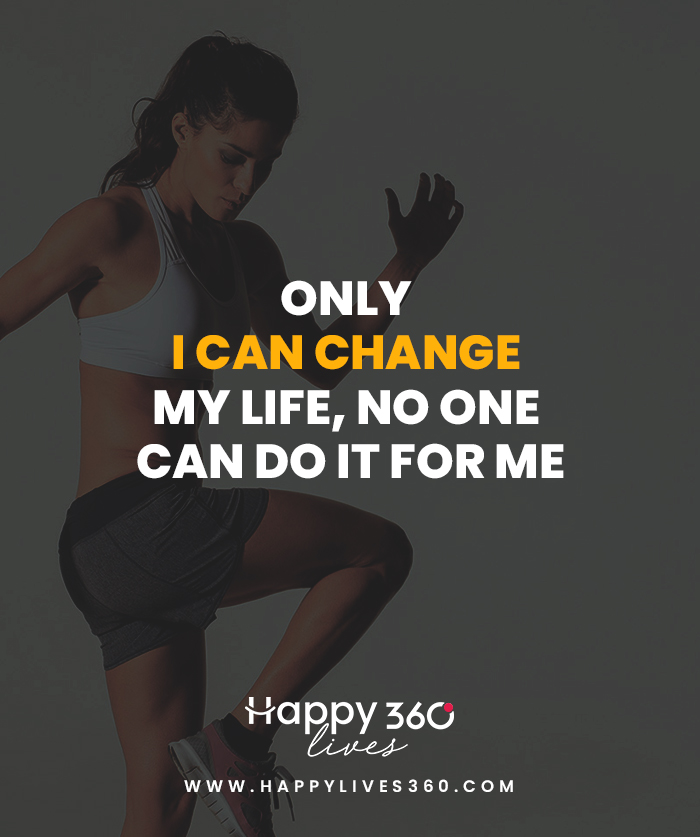 ONLY
I CAN CHANGE
MY LIFE, NO ONE
CAN DO IT FOR ME
Happy 360
lives
WWW.HAPPYLIVES360.COM